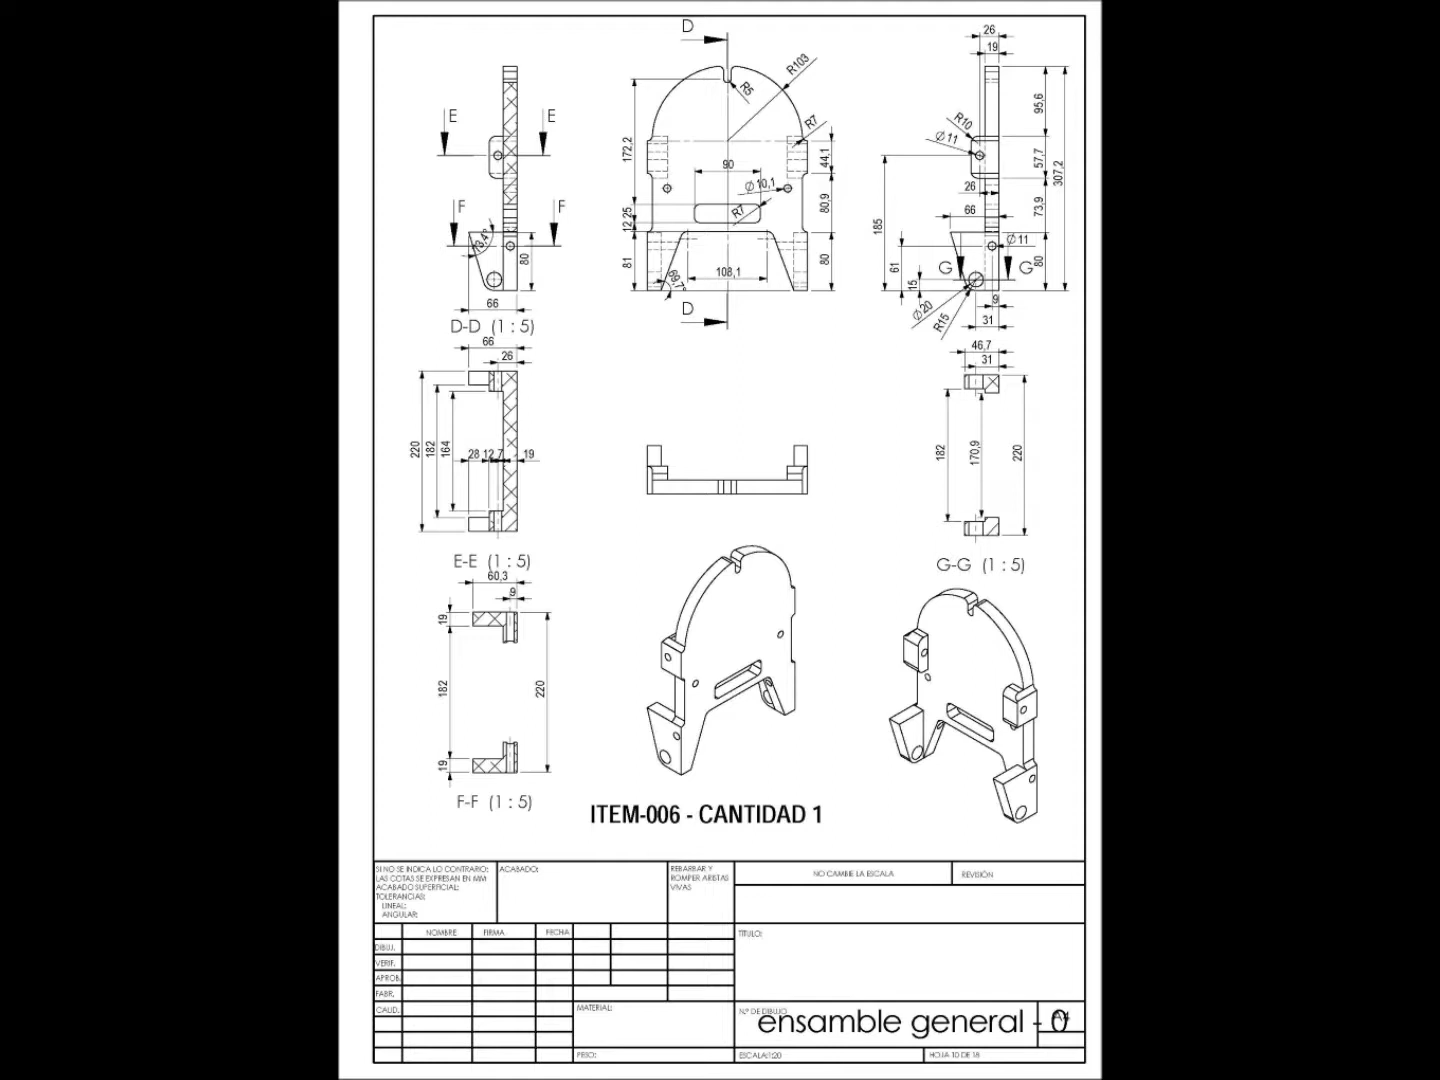 D
26
19
R103
R5
R7
E E
172,2
44,1
90
Ø 10,1
R7
80,9
12 25
81
108,1
69,7°
80
D
95,6
R10
Ø 11
57,7
307,2
26
73,9
66
185
Ø 11
61
G G
80
15
Ø 20
R15
9
31
F F
73,4°
80
66
D-D (1 : 5)
66
26
220
182
164
28 12,7 19
E-E (1 : 5)
46,7
31
182
170,9
220
G-G (1 : 5)
60,3
9
19
182
220
19
F-F (1 : 5)
ITEM-006 - CANTIDAD 1
SI NO SE INDICA LO CONTRARIO:
LAS COTAS SE EXPRESAN EN MM
ACABADO SUPERFICIAL:
TOLERANCIAS:
LINEAL:
ANGULAR:
ACABADO:
REBARBAR Y
ROMPER ARISTAS
VIVAS
NO CAMBIE LA ESCALA
REVISIÓN
NOMBRE FIRMA FECHA
DIBUJ.
VERIF.
APROB.
FABR.
CALID.
TÍTULO:
MATERIAL:
N.º DE DIBUJO
ensamble general - 0
A4
PESO:
ESCALA:1:20
HOJA 10 DE 18